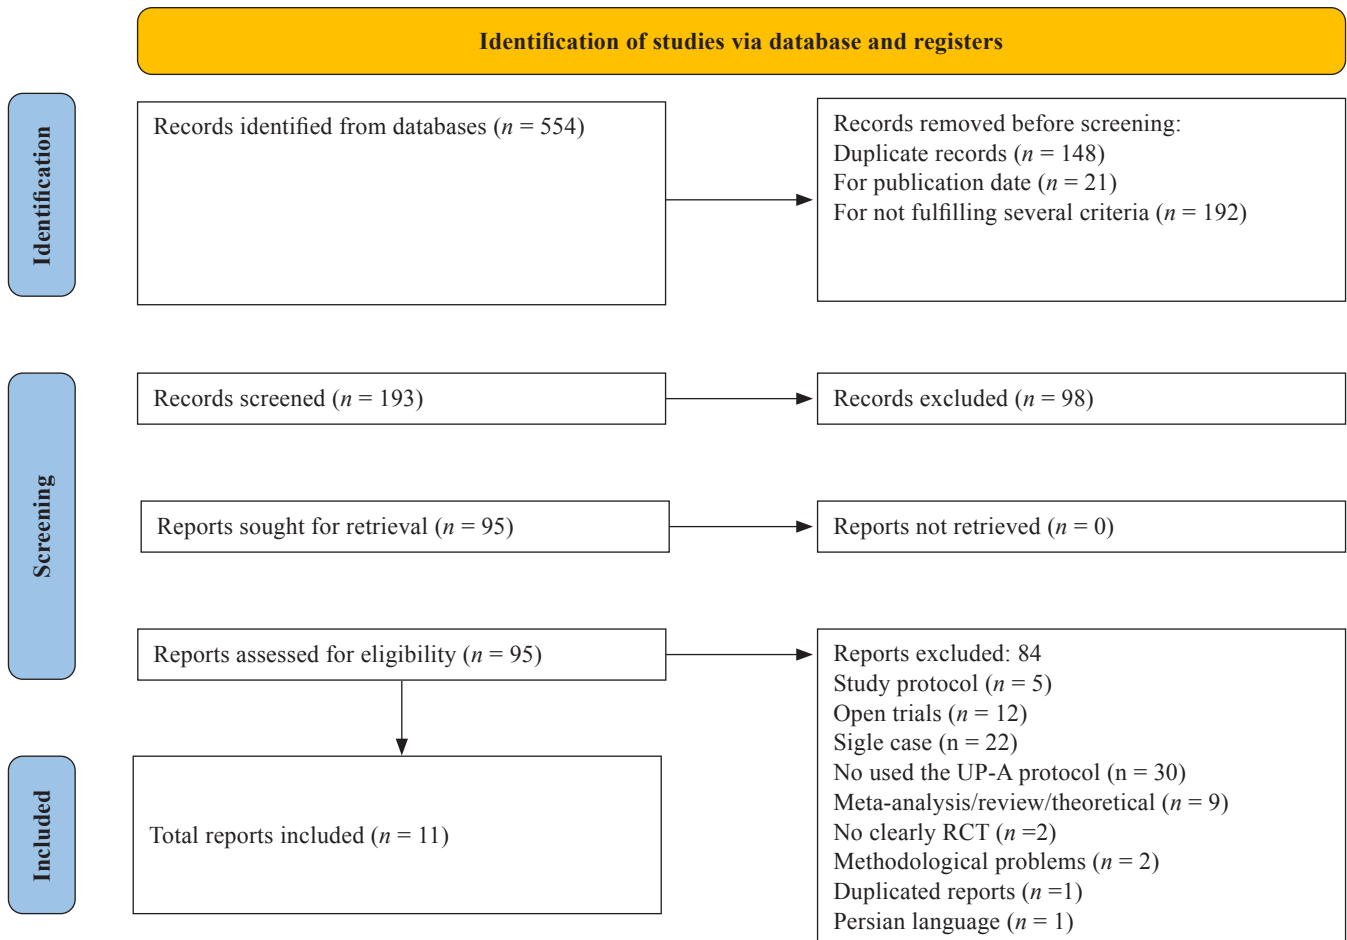 Identification of studies via database and registers
Identification
Records identified from databases (n = 554)
Records removed before screening:
Duplicate records (n = 148)
For publication date (n = 21)
For not fulfilling several criteria (n = 192)
Screening
Records screened (n = 193)
Records excluded (n = 98)
Reports sought for retrieval (n = 95)
Reports not retrieved (n = 0)
Reports assessed for eligibility (n = 95)
Reports excluded: 84
Study protocol (n = 5)
Open trials (n = 12)
Sigle case (n = 22)
No used the UP-A protocol (n = 30)
Meta-analysis/review/theoretical (n = 9)
No clearly RCT (n =2)
Methodological problems (n = 2)
Duplicated reports (n =1)
Persian language (n = 1)
Included
Total reports included (n = 11)